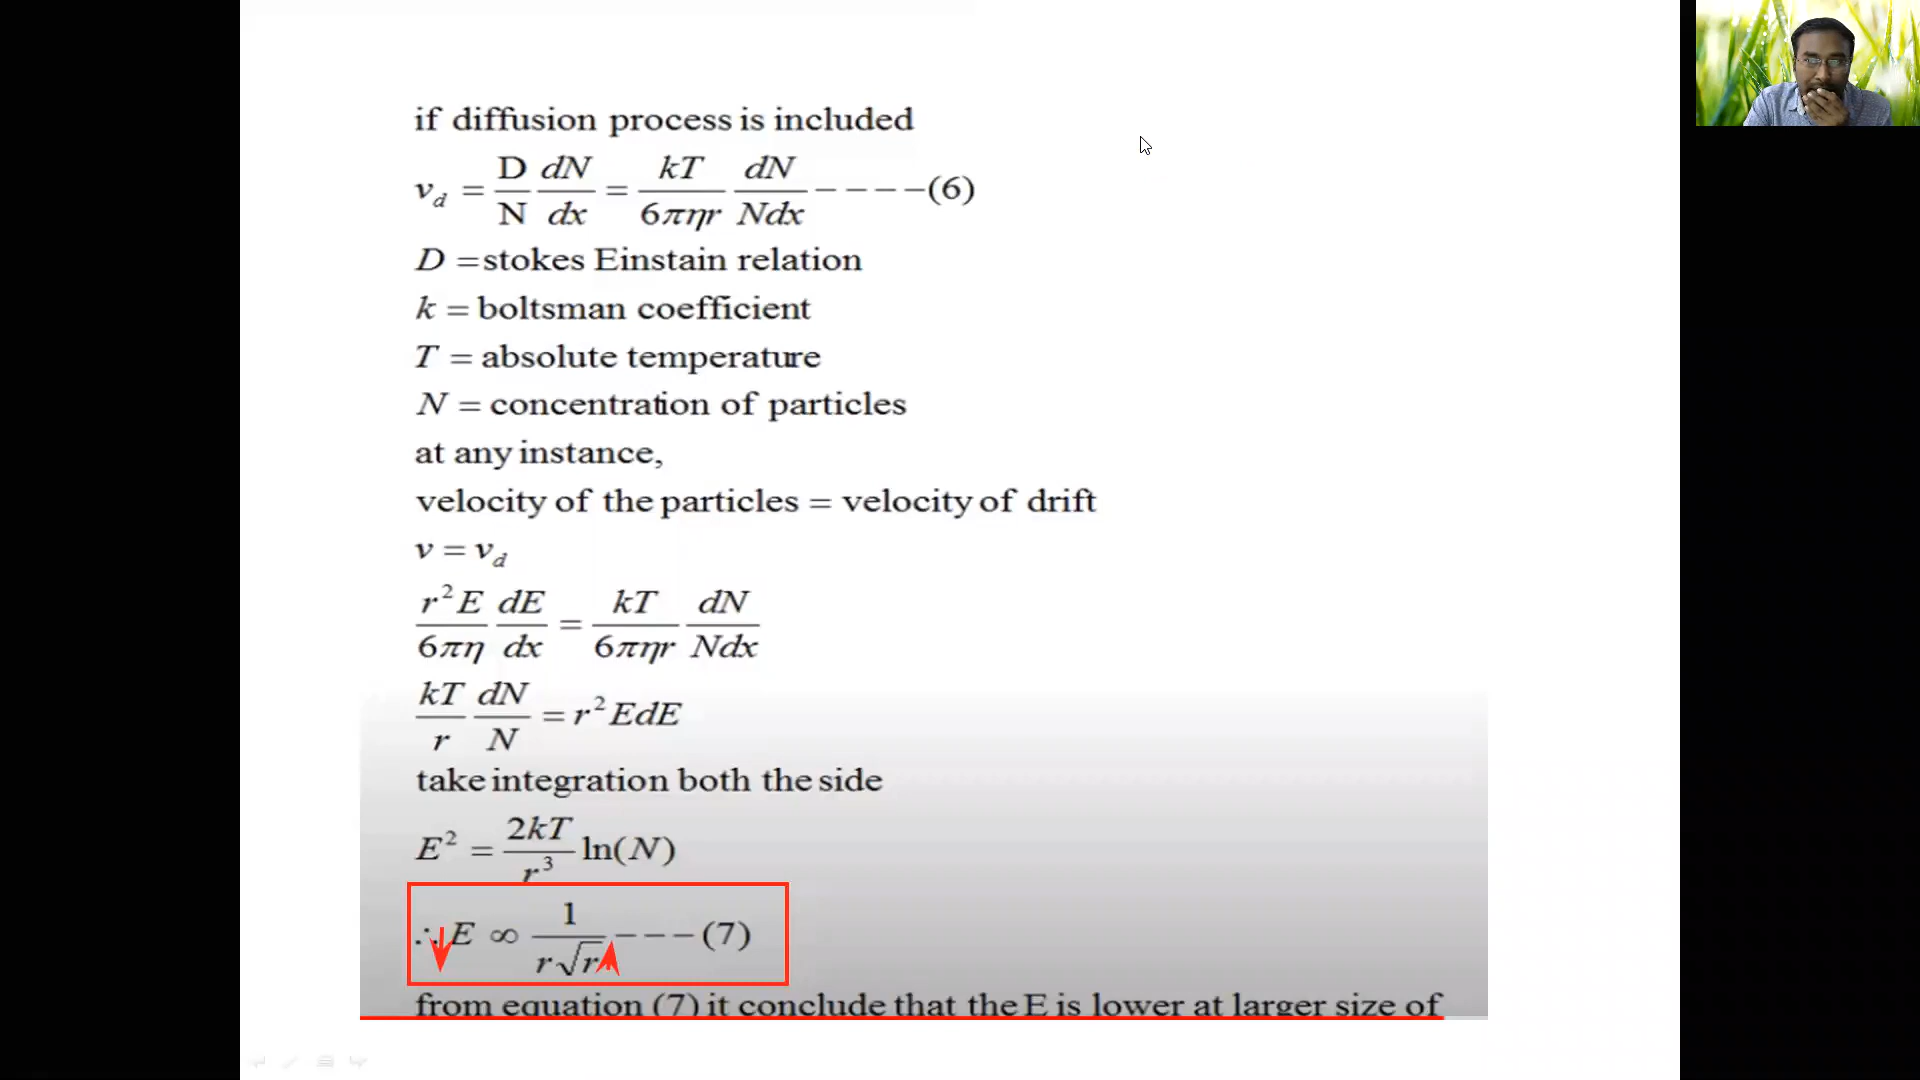 if diffusion process is included
v_d = D/N dN/dx = kT/6πηr dN/Ndx − − − − −(6)
D = stokes Einstain relation
k = boltsman coefficient
T = absolute temperature
N = concentration of particles
at any instance,
velocity of the particles = velocity of drift
v = v_d
r²E/6πη dE/dx = kT/6πηr dN/Ndx
kT/r dN/N = r²EdE
take integration both the side
E² = 2kT/r³ ln(N)
∴ E ∞ 1/r√r − − − (7)
from equation (7) it conclude that the E is lower at larger size of